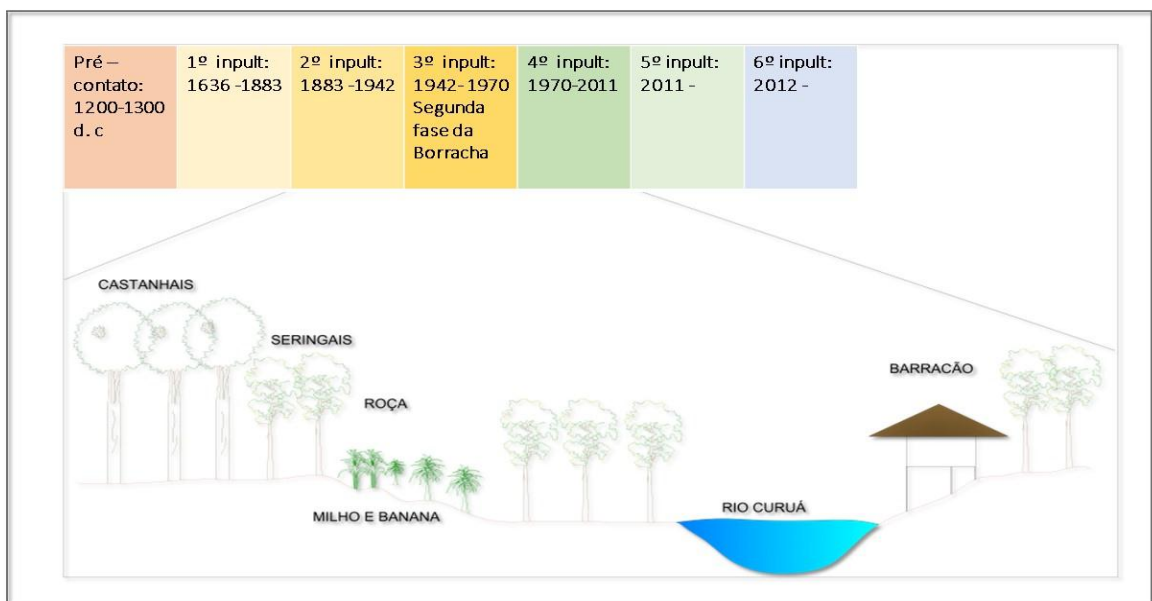 Pré –
contato:
1200-1300
d. c
1º inpult:
1636 -1883
2º inpult:
1883 -1942
3º inpult:
1942- 1970
Segunda
fase da
Borracha
4º inpult:
1970-2011
5º inpult:
2011 -
6º inpult:
2012 -
CASTANHAIS
SERINGAIS
ROÇA
BARRACÃO
MILHO E BANANA
RIO CURUÁ